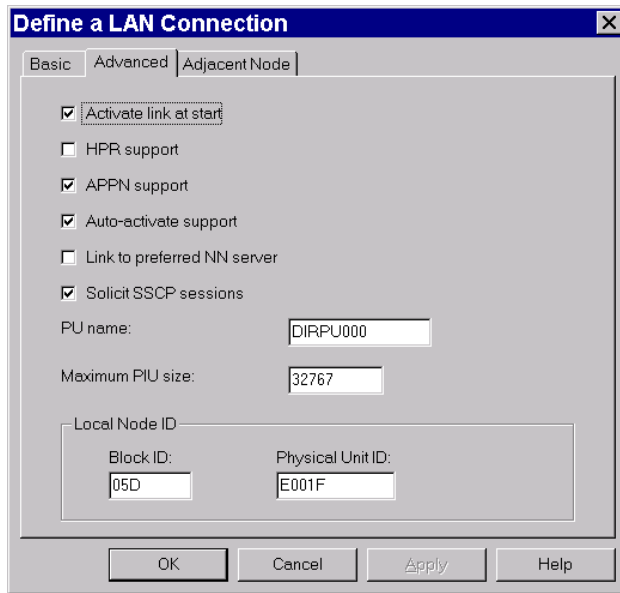 Define a LAN Connection
Basic Advanced Adjacent Node
Activate link at start
HPR support
APPN support
Auto-activate support
Link to preferred NN server
Solicit SSCP sessions
PU name: DIRPU000
Maximum PIU size: 32767
Local Node ID
Block ID: Physical Unit ID:
05D E001F
OK Cancel Apply Help